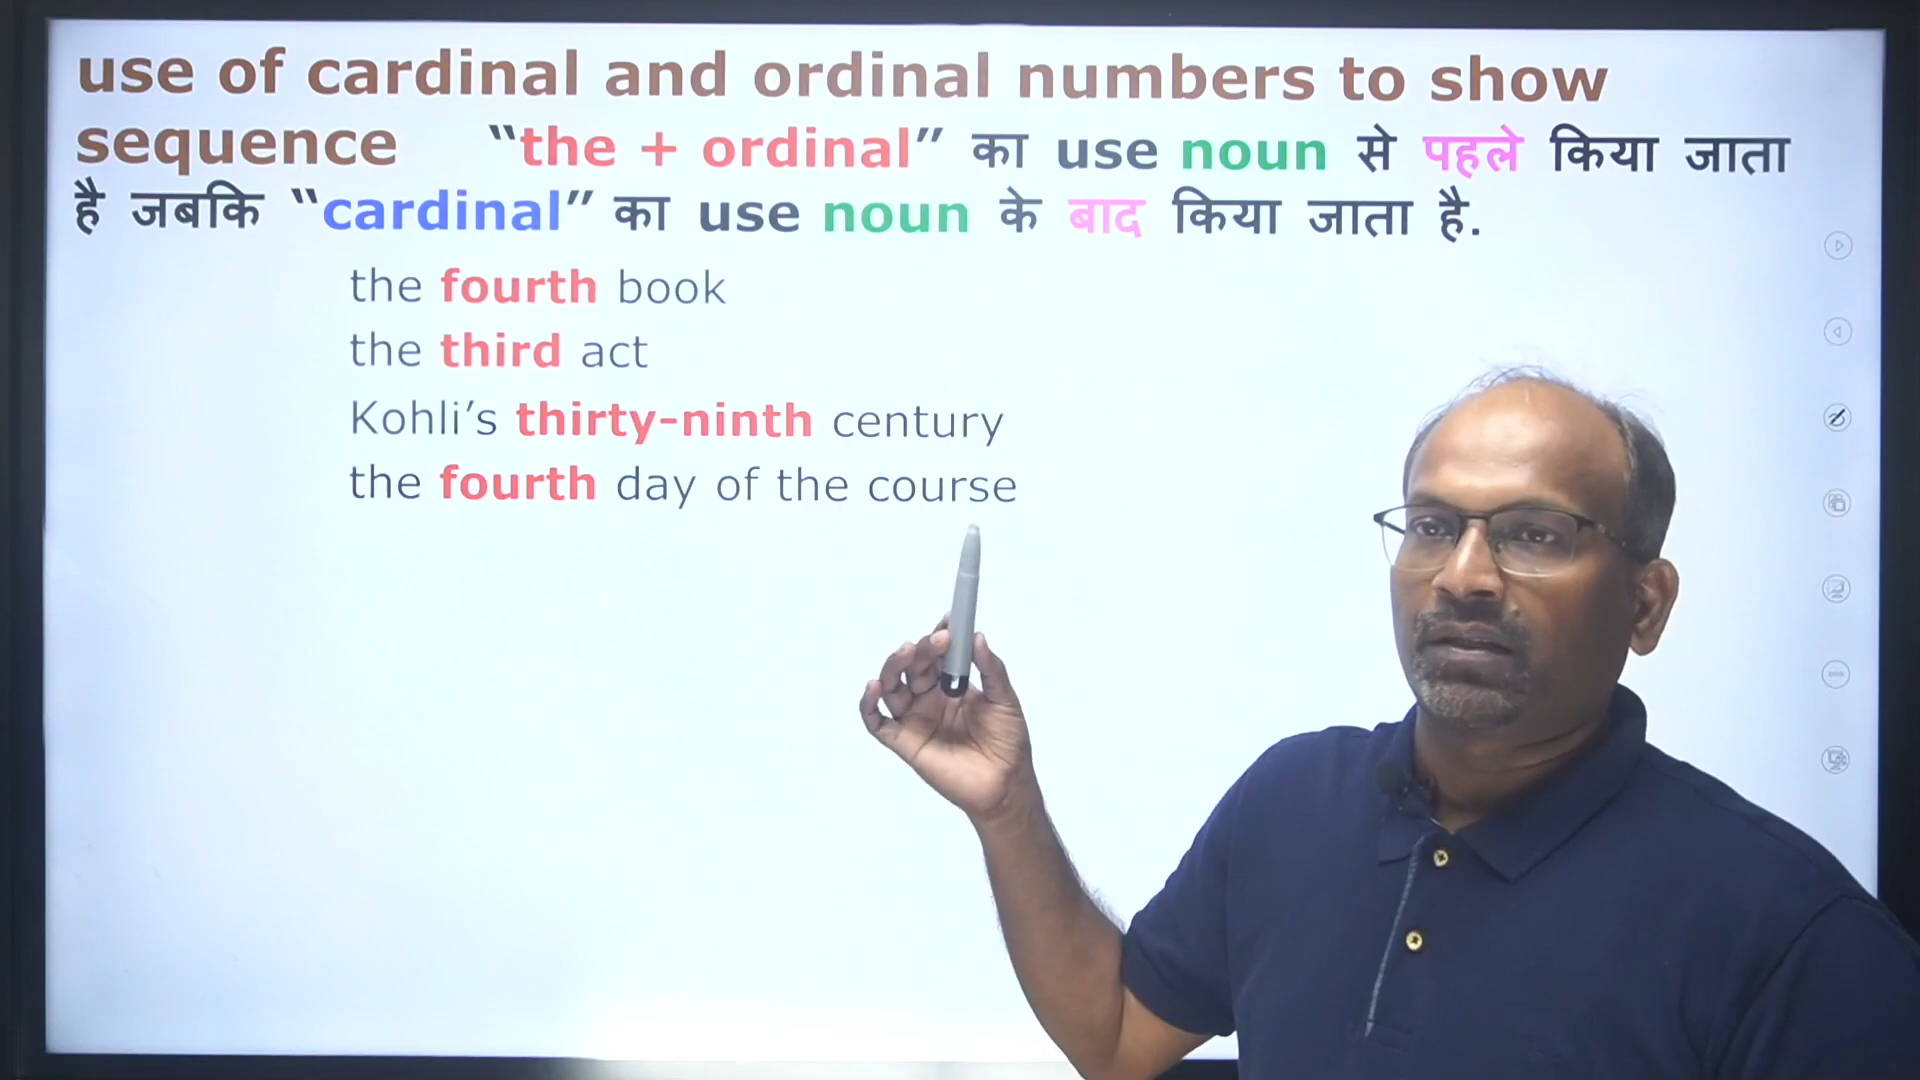 use of cardinal and ordinal numbers to show
sequence “the + ordinal” का use noun से पहले किया जाता
है जबकि “cardinal” का use noun के बाद किया जाता है.
the fourth book
the third act
Kohli’s thirty-ninth century
the fourth day of the course